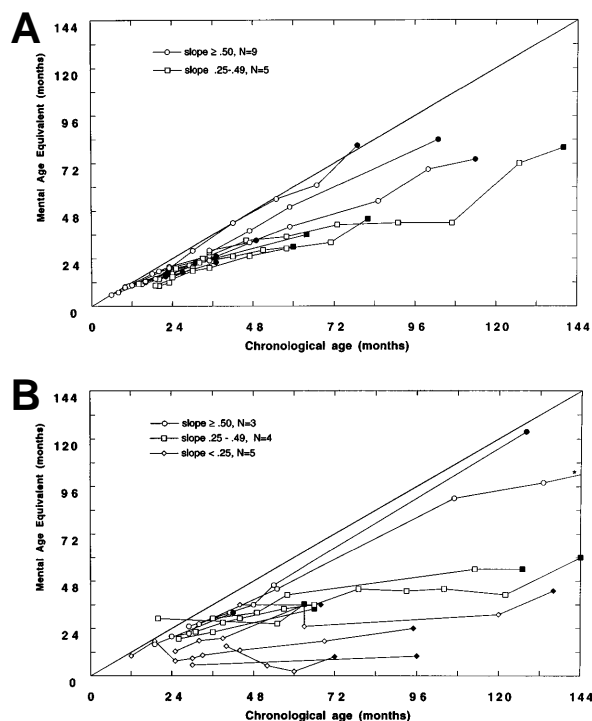 A
144
120
96
72
48
24
0
Mental Age Equivalent (months)
slope ≥ .50, N=9
slope .25-.49, N=5
0 24 48 72 96 120 144
Chronological age (months)
B
144
120
96
72
48
24
0
Mental Age Equivalent (months)
slope ≥ .50, N=3
slope .25 - .49, N=4
slope < .25, N=5
*
0 24 48 72 96 120 144
Chronological age (months)